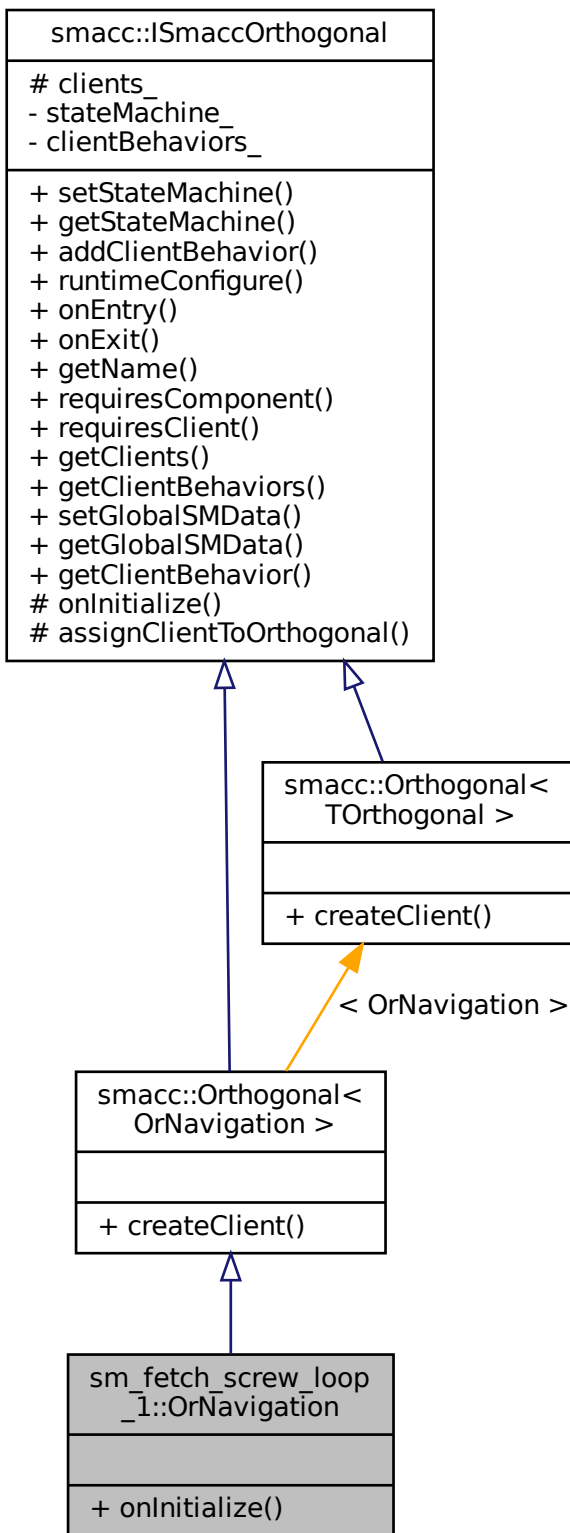 smacc::ISmaccOrthogonal
# clients_
- stateMachine_
- clientBehaviors_
+ setStateMachine()
+ getStateMachine()
+ addClientBehavior()
+ runtimeConfigure()
+ onEntry()
+ onExit()
+ getName()
+ requiresComponent()
+ requiresClient()
+ getClients()
+ getClientBehaviors()
+ setGlobalSMData()
+ getGlobalSMData()
+ getClientBehavior()
# onInitialize()
# assignClientToOrthogonal()
smacc::Orthogonal<
TOrthogonal >
+ createClient()
< OrNavigation >
smacc::Orthogonal<
OrNavigation >
+ createClient()
sm_fetch_screw_loop
_1::OrNavigation
+ onInitialize()